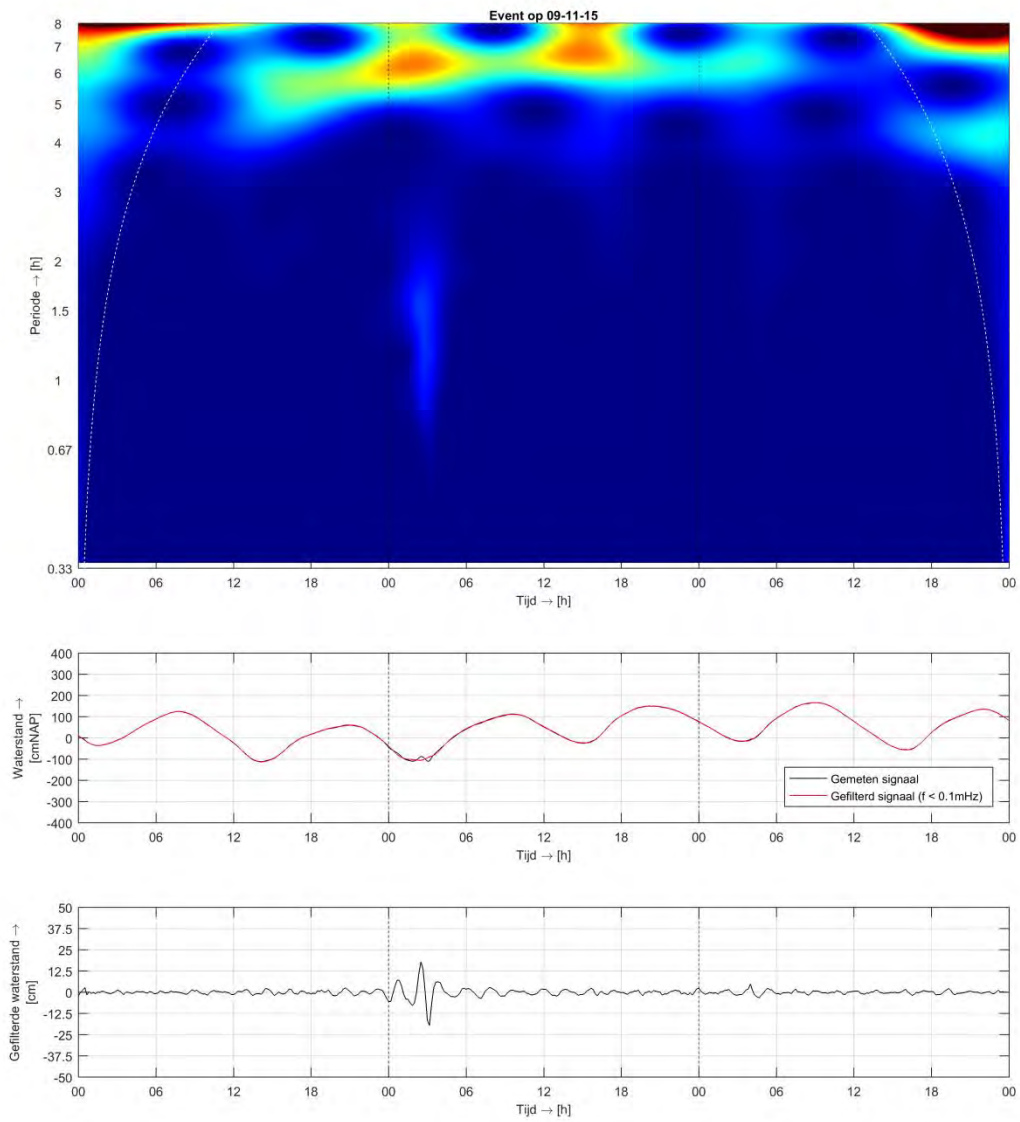 Event op 09-11-15
8
7
6
5
4
3
2
1.5
1
0.67
0.33
Periode → [h]
00 06 12 18 00 06 12 18 00 06 12 18 00
Tijd → [h]
400
300
200
100
0
-100
-200
-300
-400
Waterstand →
[cmNAP]
Gemeten signaal
Gefilterd signaal (f < 0.1mHz)
00 06 12 18 00 06 12 18 00 06 12 18 00
Tijd → [h]
50
37.5
25
12.5
0
-12.5
-25
-37.5
-50
Gefilterde waterstand →
[cm]
00 06 12 18 00 06 12 18 00 06 12 18 00
Tijd → [h]